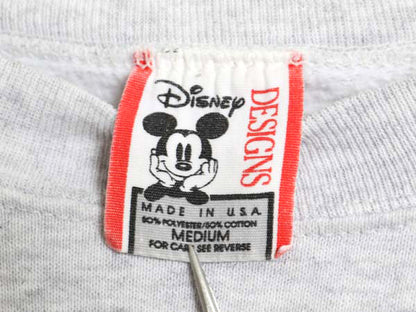 Disney
DESIGNS
MADE IN U.S.A.
50% POLYESTER/50% COTTON
MEDIUM
FOR CARE SEE REVERSE